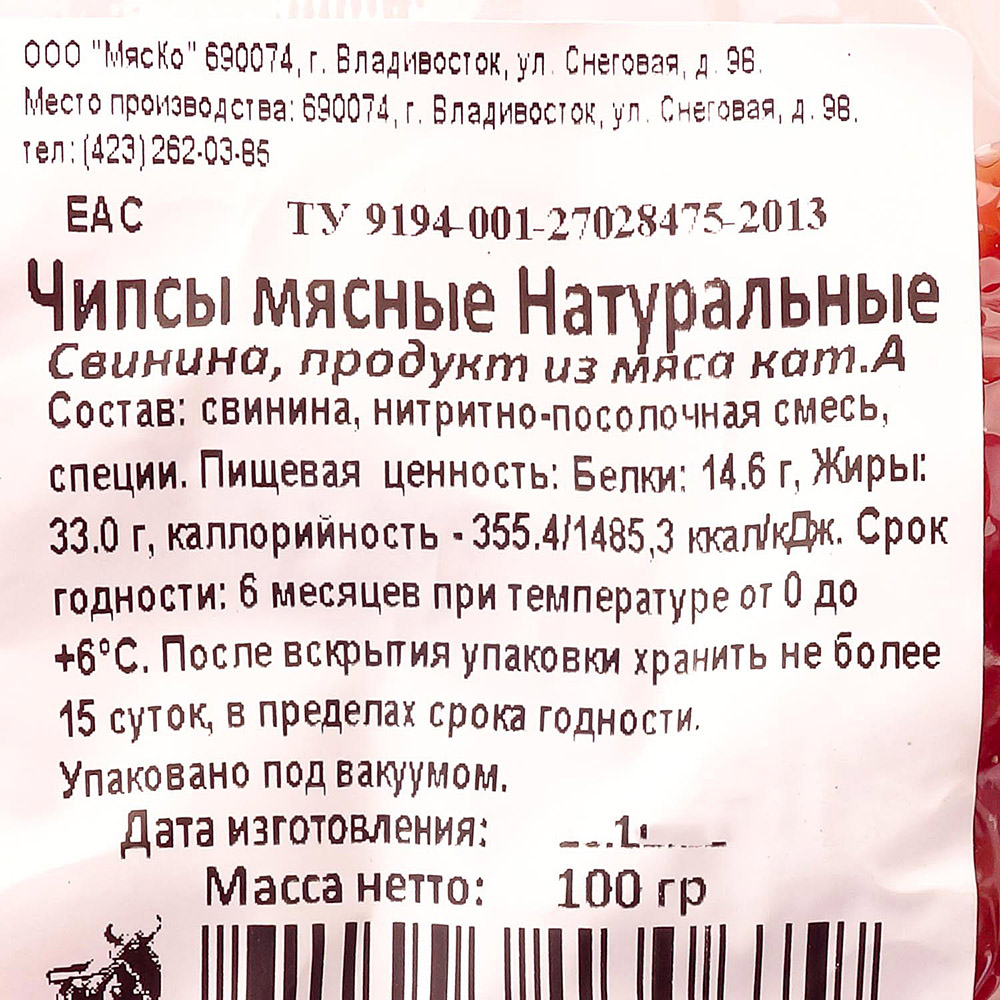 ООО "МясКо" 690074, г. Владивосток, ул. Снеговая, д. 98.
Место производства: 690074, г. Владивосток, ул. Снеговая, д. 98.
тел: (423) 262-03-85
ЕАС ТУ 9194-001-27028475-2013
Чипсы мясные Натуральные
Свинина, продукт из мяса кат.А
Состав: свинина, нитритно-посолочная смесь,
специи. Пищевая ценность: Белки: 14.6 г, Жиры:
33.0 г, каллорийность - 355.4/1485,3 ккал/кДж. Срок
годности: 6 месяцев при температуре от 0 до
+6°С. После вскрытия упаковки хранить не более
15 суток, в пределах срока годности.
Упаковано под вакуумом.
Дата изготовления:
Масса нетто: 100 гр